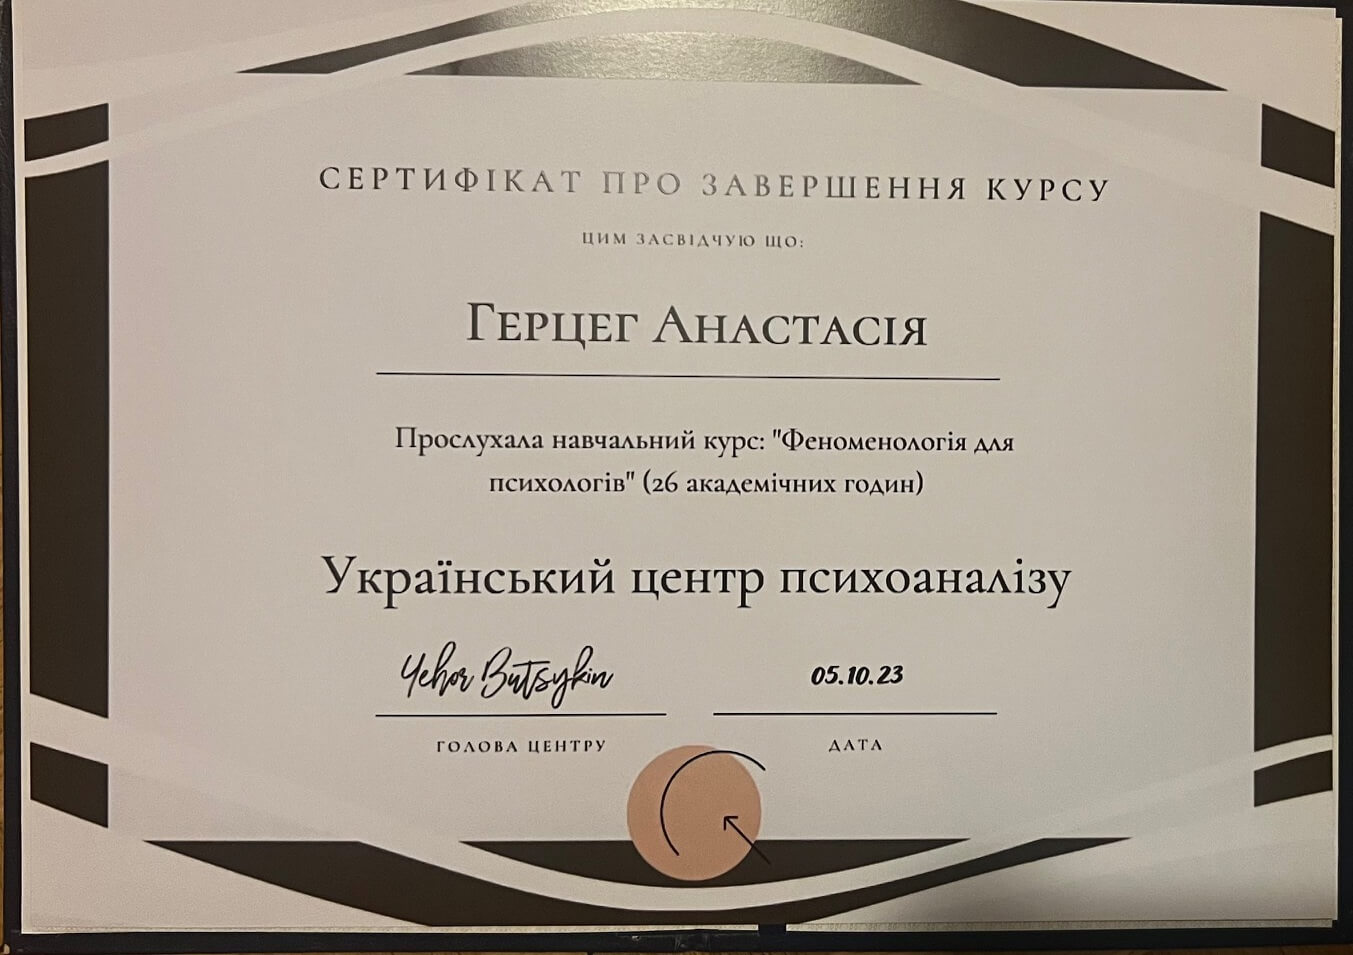 СЕРТИФІКАТ ПРО ЗАВЕРШЕННЯ КУРСУ
ЦИМ ЗАСВІДЧУЮ ЩО:
ГЕРЦЕГ АНАСТАСІЯ
Прослухала навчальний курс: "Феноменологія для
психологів" (26 академічних годин)
Український центр психоаналізу
Yehor Butsykin 05.10.23
ГОЛОВА ЦЕНТРУ ДАТА